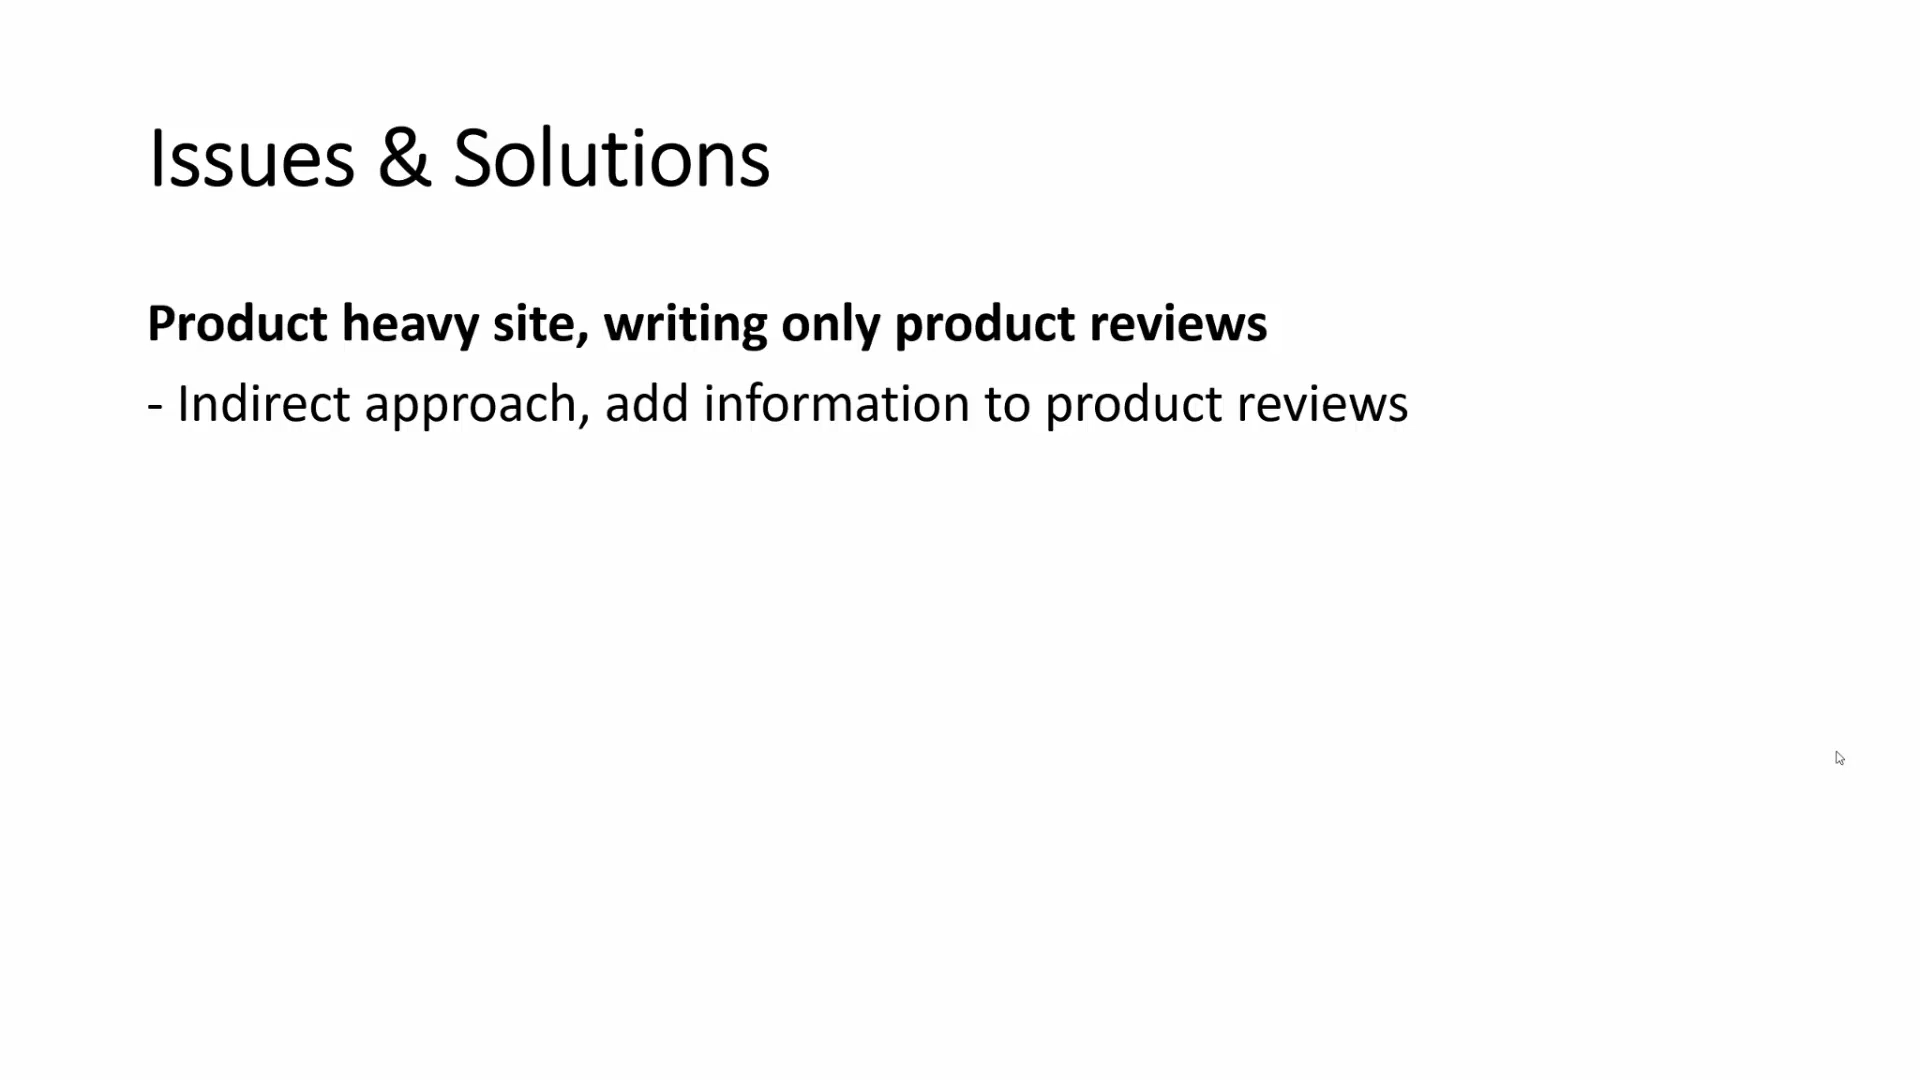 Issues & Solutions
Product heavy site, writing only product reviews
- Indirect approach, add information to product reviews